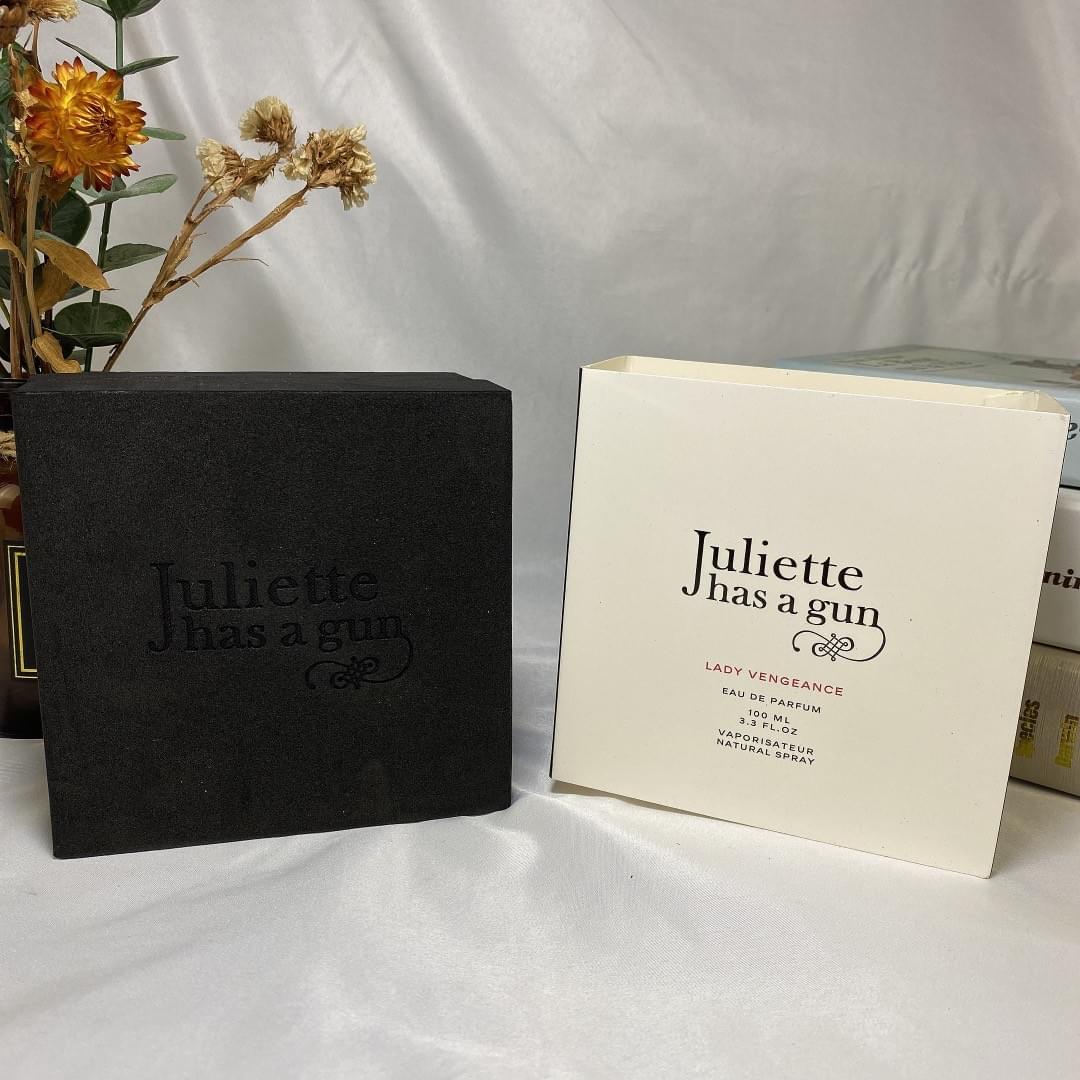 Juliette
has a gun
Juliette
has a gun
LADY VENGEANCE
EAU DE PARFUM
100 ML
3.3 FL.OZ
VAPORISATEUR
NATURAL SPRAY